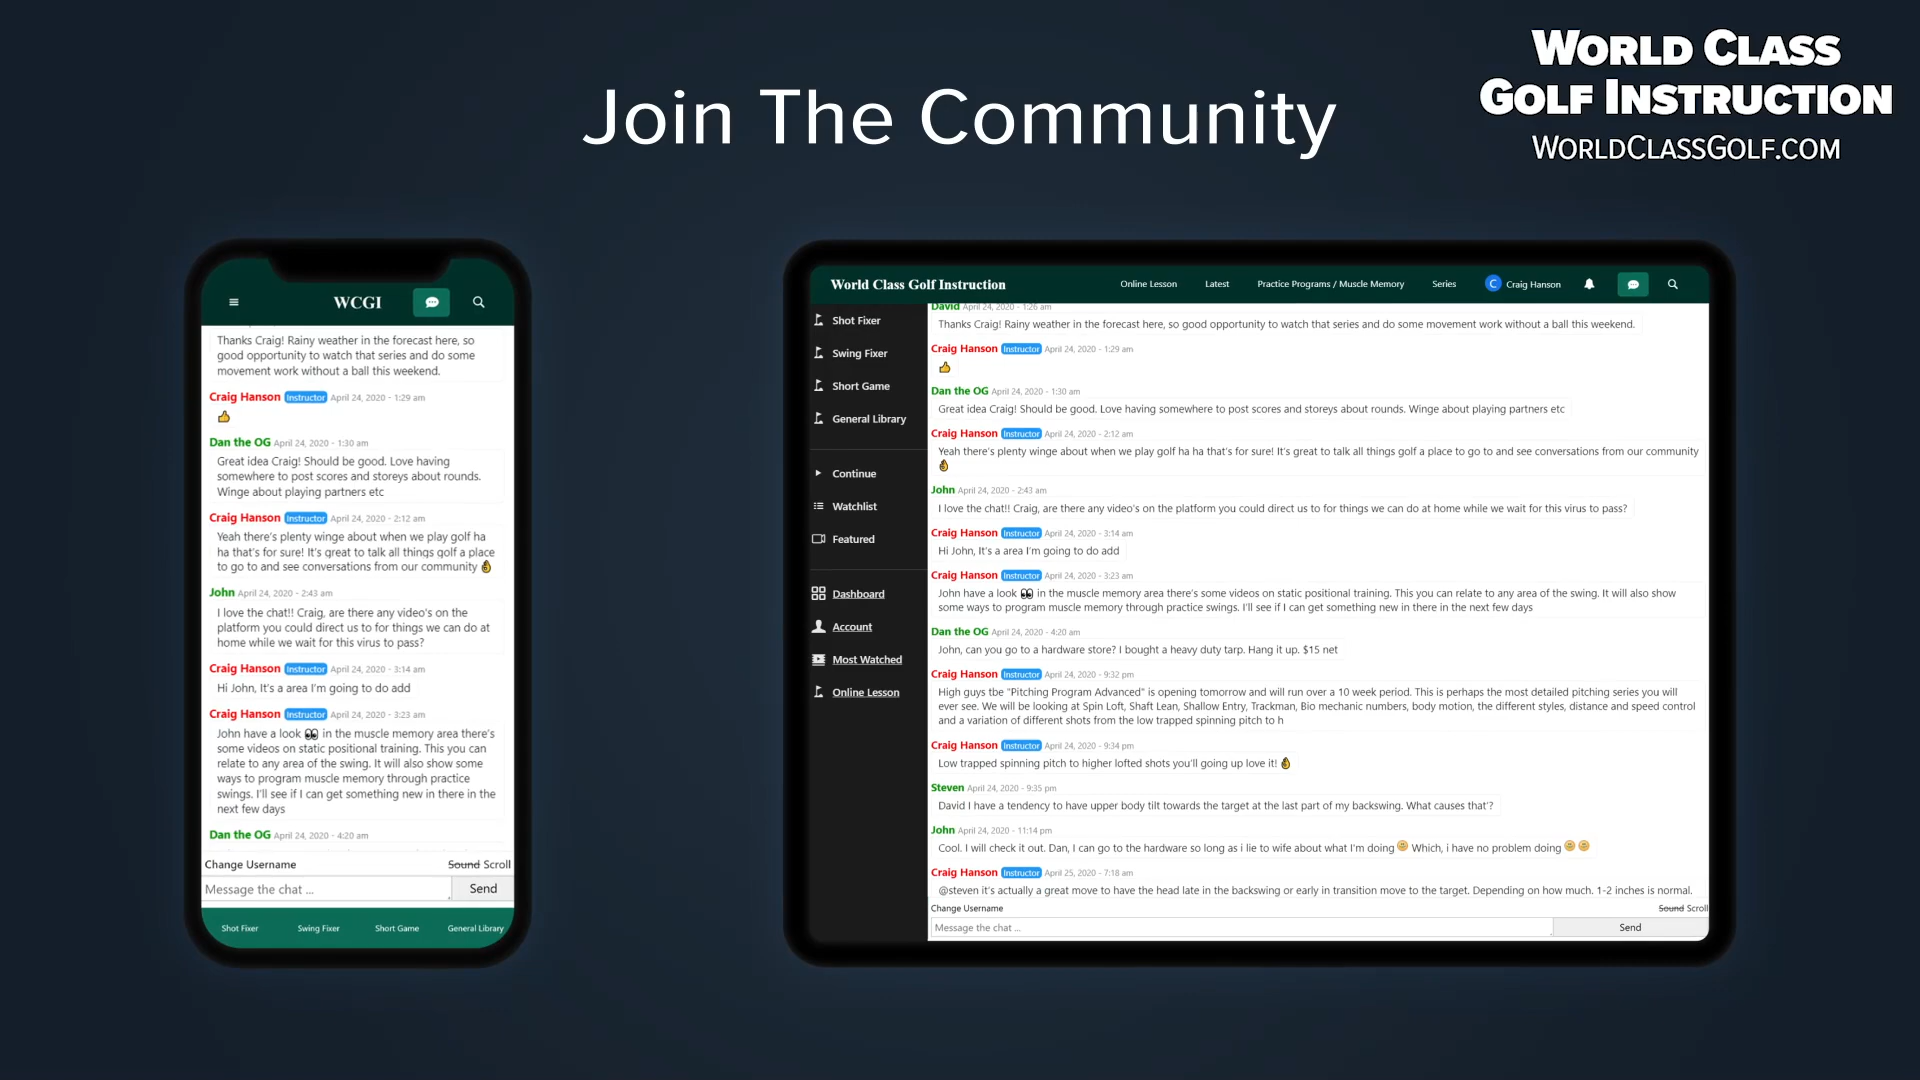 Join The Community
World Class
Golf Instruction
WorldClassGolf.com
WCGI
Thanks Craig! Rainy weather in the forecast here, so
good opportunity to watch that series and do some
movement work without a ball this weekend.
Craig Hanson Instructor April 24, 2020 - 1:29 am
👍
Dan the OG April 24, 2020 - 1:30 am
Great idea Craig! Should be good. Love having
somewhere to post scores and storeys about rounds.
Winge about playing partners etc
Craig Hanson Instructor April 24, 2020 - 2:12 am
Yeah there's plenty winge about when we play golf ha
ha that's for sure! It's great to talk all things golf a place
to go to and see conversations from our community 👌
John April 24, 2020 - 2:43 am
I love the chat!! Craig, are there any video's on the
platform you could direct us to for things we can do at
home while we wait for this virus to pass?
Craig Hanson Instructor April 24, 2020 - 3:14 am
Hi John, It's a area I'm going to do add
Craig Hanson Instructor April 24, 2020 - 3:23 am
John have a look 👀 in the muscle memory area there's
some videos on static positional training. This you can
relate to any area of the swing. It will also show some
ways to program muscle memory through practice
swings. I'll see if I can get something new in there in the
next few days
Dan the OG April 24, 2020 - 4:20 am
Change Username Sound Scroll
Message the chat ... Send
Shot Fixer Swing Fixer Short Game General Library
World Class Golf Instruction Online Lesson Latest Practice Programs / Muscle Memory Series C Craig Hanson
Shot Fixer
Swing Fixer
Short Game
General Library
Continue
Watchlist
Featured
Dashboard
Account
Most Watched
Online Lesson
David April 24, 2020 - 1:26 am
Thanks Craig! Rainy weather in the forecast here, so good opportunity to watch that series and do some movement work without a ball this weekend.
Craig Hanson Instructor April 24, 2020 - 1:29 am
👍
Dan the OG April 24, 2020 - 1:30 am
Great idea Craig! Should be good. Love having somewhere to post scores and storeys about rounds. Winge about playing partners etc
Craig Hanson Instructor April 24, 2020 - 2:12 am
Yeah there's plenty winge about when we play golf ha ha that's for sure! It's great to talk all things golf a place to go to and see conversations from our community
👌
John April 24, 2020 - 2:43 am
I love the chat!! Craig, are there any video's on the platform you could direct us to for things we can do at home while we wait for this virus to pass?
Craig Hanson Instructor April 24, 2020 - 3:14 am
Hi John, It's a area I'm going to do add
Craig Hanson Instructor April 24, 2020 - 3:23 am
John have a look 👀 in the muscle memory area there's some videos on static positional training. This you can relate to any area of the swing. It will also show
some ways to program muscle memory through practice swings. I'll see if I can get something new in there in the next few days
Dan the OG April 24, 2020 - 4:20 am
John, can you go to a hardware store? I bought a heavy duty tarp. Hang it up. $15 net
Craig Hanson Instructor April 24, 2020 - 9:32 pm
High guys tbe "Pitching Program Advanced" is opening tomorrow and will run over a 10 week period. This is perhaps the most detailed pitching series you will
ever see. We will be looking at Spin Loft, Shaft Lean, Shallow Entry, Trackman, Bio mechanic numbers, body motion, the different styles, distance and speed control
and a variation of different shots from the low trapped spinning pitch to h
Craig Hanson Instructor April 24, 2020 - 9:34 pm
Low trapped spinning pitch to higher lofted shots you'll going up love it! 👌
Steven April 24, 2020 - 9:35 pm
David I have a tendency to have upper body tilt towards the target at the last part of my backswing. What causes that'?
John April 24, 2020 - 11:14 pm
Cool. I will check it out. Dan, I can go to the hardware so long as i lie to wife about what I'm doing Which, i have no problem doing
Craig Hanson Instructor April 25, 2020 - 7:18 am
@steven it's actually a great move to have the head late in the backswing or early in transition move to the target. Depending on how much. 1-2 inches is normal.
Change Username Sound Scroll
Message the chat ... Send